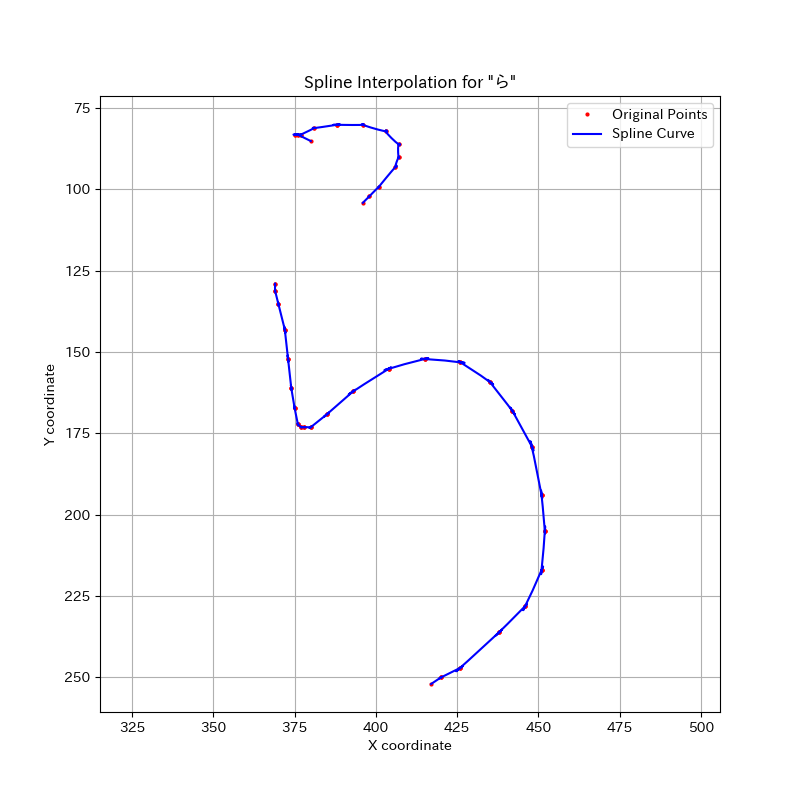 Spline Interpolation for "ら"
Original Points
Spline Curve
75
100
125
150
175
200
225
250
Y coordinate
325 350 375 400 425 450 475 500
X coordinate
ら